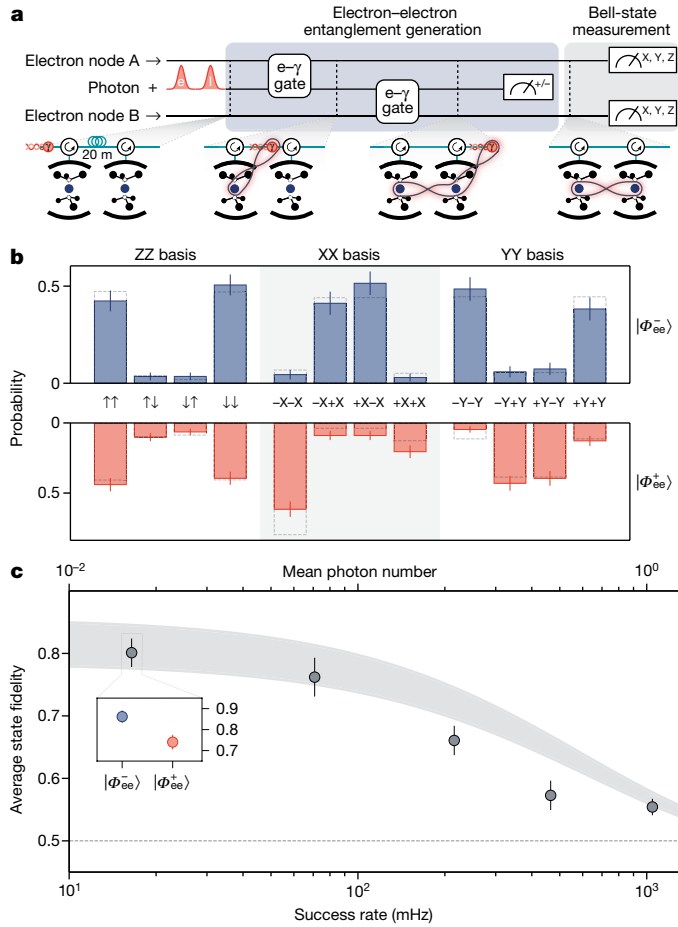 a
Electron–electron
entanglement generation
Bell-state
measurement
Electron node A →
X, Y, Z
e–γ
gate
Photon +
e
l
+/−
e–γ
gate
Electron node B →
X, Y, Z
γ
20 m
γ
γ
b
ZZ basis
XX basis
YY basis
0.5
0
|Φ⁻ee⟩
↑↑ ↑↓ ↓↑ ↓↓ −X−X −X+X +X−X +X+X −Y−Y −Y+Y +Y−Y +Y+Y
Probability
0
0.5
|Φ⁺ee⟩
c
Mean photon number
10⁻² 10⁻¹ 10⁰
0.8
0.7
0.6
0.5
Average state fidelity
0.9
0.8
0.7
|Φ⁻ee⟩ |Φ⁺ee⟩
10¹ 10² 10³
Success rate (mHz)